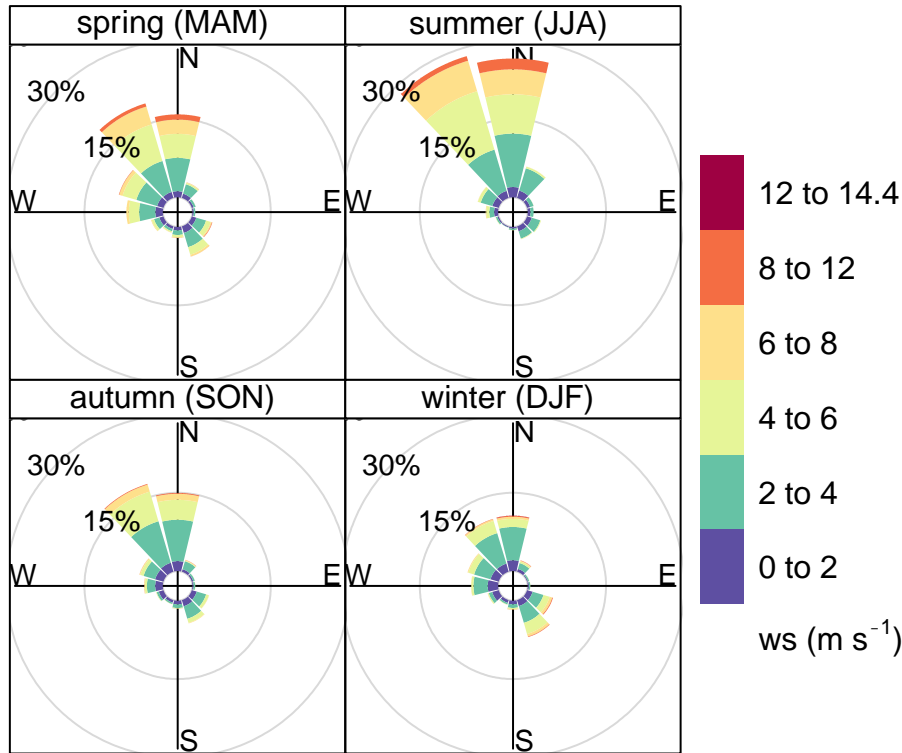 spring (MAM)
summer (JJA)
N
30%
15%
W
E
S
N
30%
15%
W
E
S
autumn (SON)
winter (DJF)
N
30%
15%
W
E
S
N
30%
15%
W
E
S
12 to 14.4
8 to 12
6 to 8
4 to 6
2 to 4
0 to 2
ws (m s⁻¹)